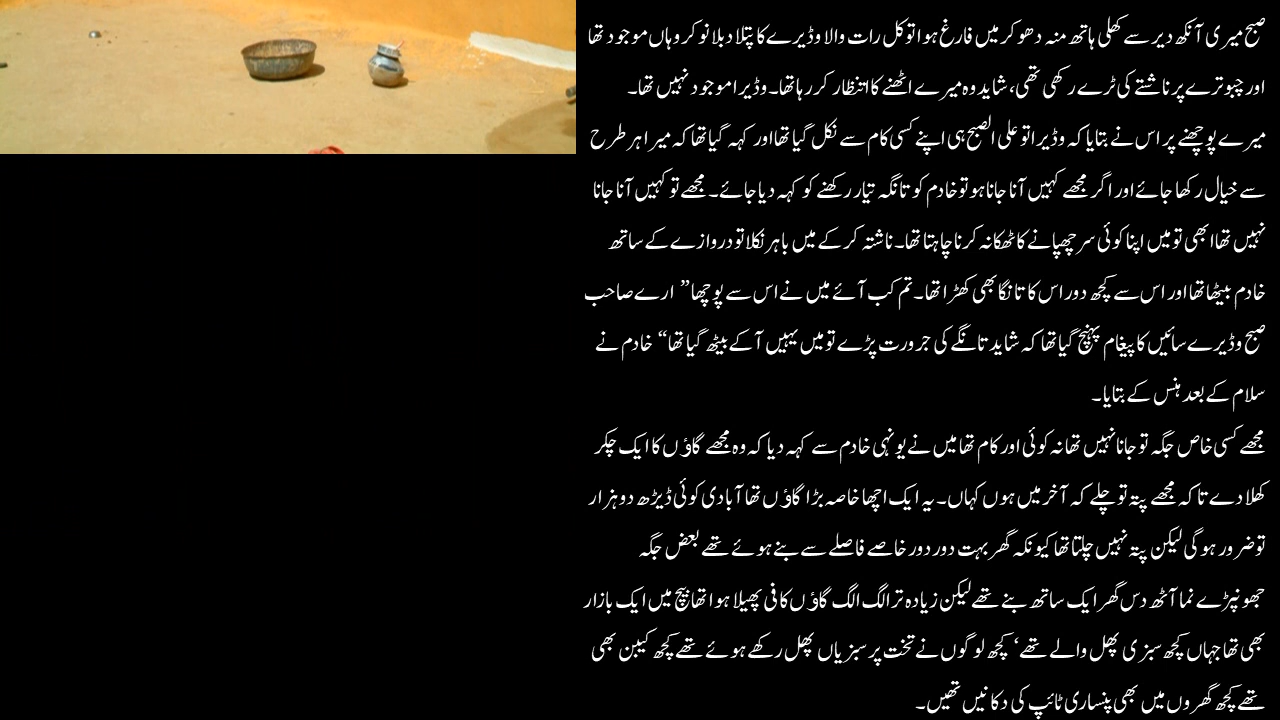 صبح میری آنکھ دیر سے کھلی ہاتھ منہ دھو کر میں فارغ ہوا تو کل رات والا وڈیرے کا پتلا دبلا نوکر وہاں موجود تھا
اور چبوترے پر ناشتے کی ٹرے رکھی تھی، شاید وہ میرے اٹھنے کا انتظار کر رہا تھا۔ وڈیرا موجود نہیں تھا۔
میرے پوچھنے پر اس نے بتایا کہ وڈیرا تو علی الصبح ہی اپنے کسی کام سے نکل گیا تھا اور کہہ گیا تھا کہ میرا ہر طرح
سے خیال رکھا جائے اور اگر مجھے کہیں آنا جانا ہو تو خادم کو تانگہ تیار رکھنے کو کہہ دیا جائے۔ مجھے تو کہیں آنا جانا
نہیں تھا ابھی تو میں اپنا کوئی سر چھپانے کا ٹھکانہ کرنا چاہتا تھا۔ ناشتہ کر کے میں باہر نکلا تو دروازے کے ساتھ
خادم بیٹھا تھا اور اس سے کچھ دور اس کا تانگا بھی کھڑا تھا۔ تم کب آئے میں نے اس سے پوچھا ” ارے صاحب
صبح وڈیرے سائیں کا پیغام پہنچ گیا تھا کہ شاید تانگے کی جرورت پڑے تو میں یہیں آ کے بیٹھ گیا تھا “ خادم نے
سلام کے بعد ہنس کے بتایا۔
مجھے کسی خاص جگہ تو جانا نہیں تھا نہ کوئی اور کام تھا میں نے یونہی خادم سے کہہ دیا کہ وہ مجھے گاؤں کا ایک چکر
کھلا دے تا کہ مجھے پتہ تو چلے کہ آخر میں ہوں کہاں۔ یہ ایک اچھا خاصہ بڑا گاؤں تھا آبادی کوئی ڈیڑھ دو ہزار
تو ضرور ہو گی لیکن پتہ نہیں چلتا تھا کیونکہ گھر بہت دور دور خاصے فاصلے سے بنے ہوئے تھے بعض جگہ
جھونپڑے نما آٹھ دس گھر ایک ساتھ بنے تھے لیکن زیادہ تر الگ الگ گاؤں کافی پھیلا ہوا تھا بیچ میں ایک بازار
بھی تھا جہاں کچھ سبزی پھل والے تھے‘ کچھ لوگوں نے تخت پر سبزیاں پھل رکھے ہوئے تھے کچھ کیبن بھی
تھے کچھ گھروں میں بھی پنساری ٹائپ کی دکانیں تھیں۔